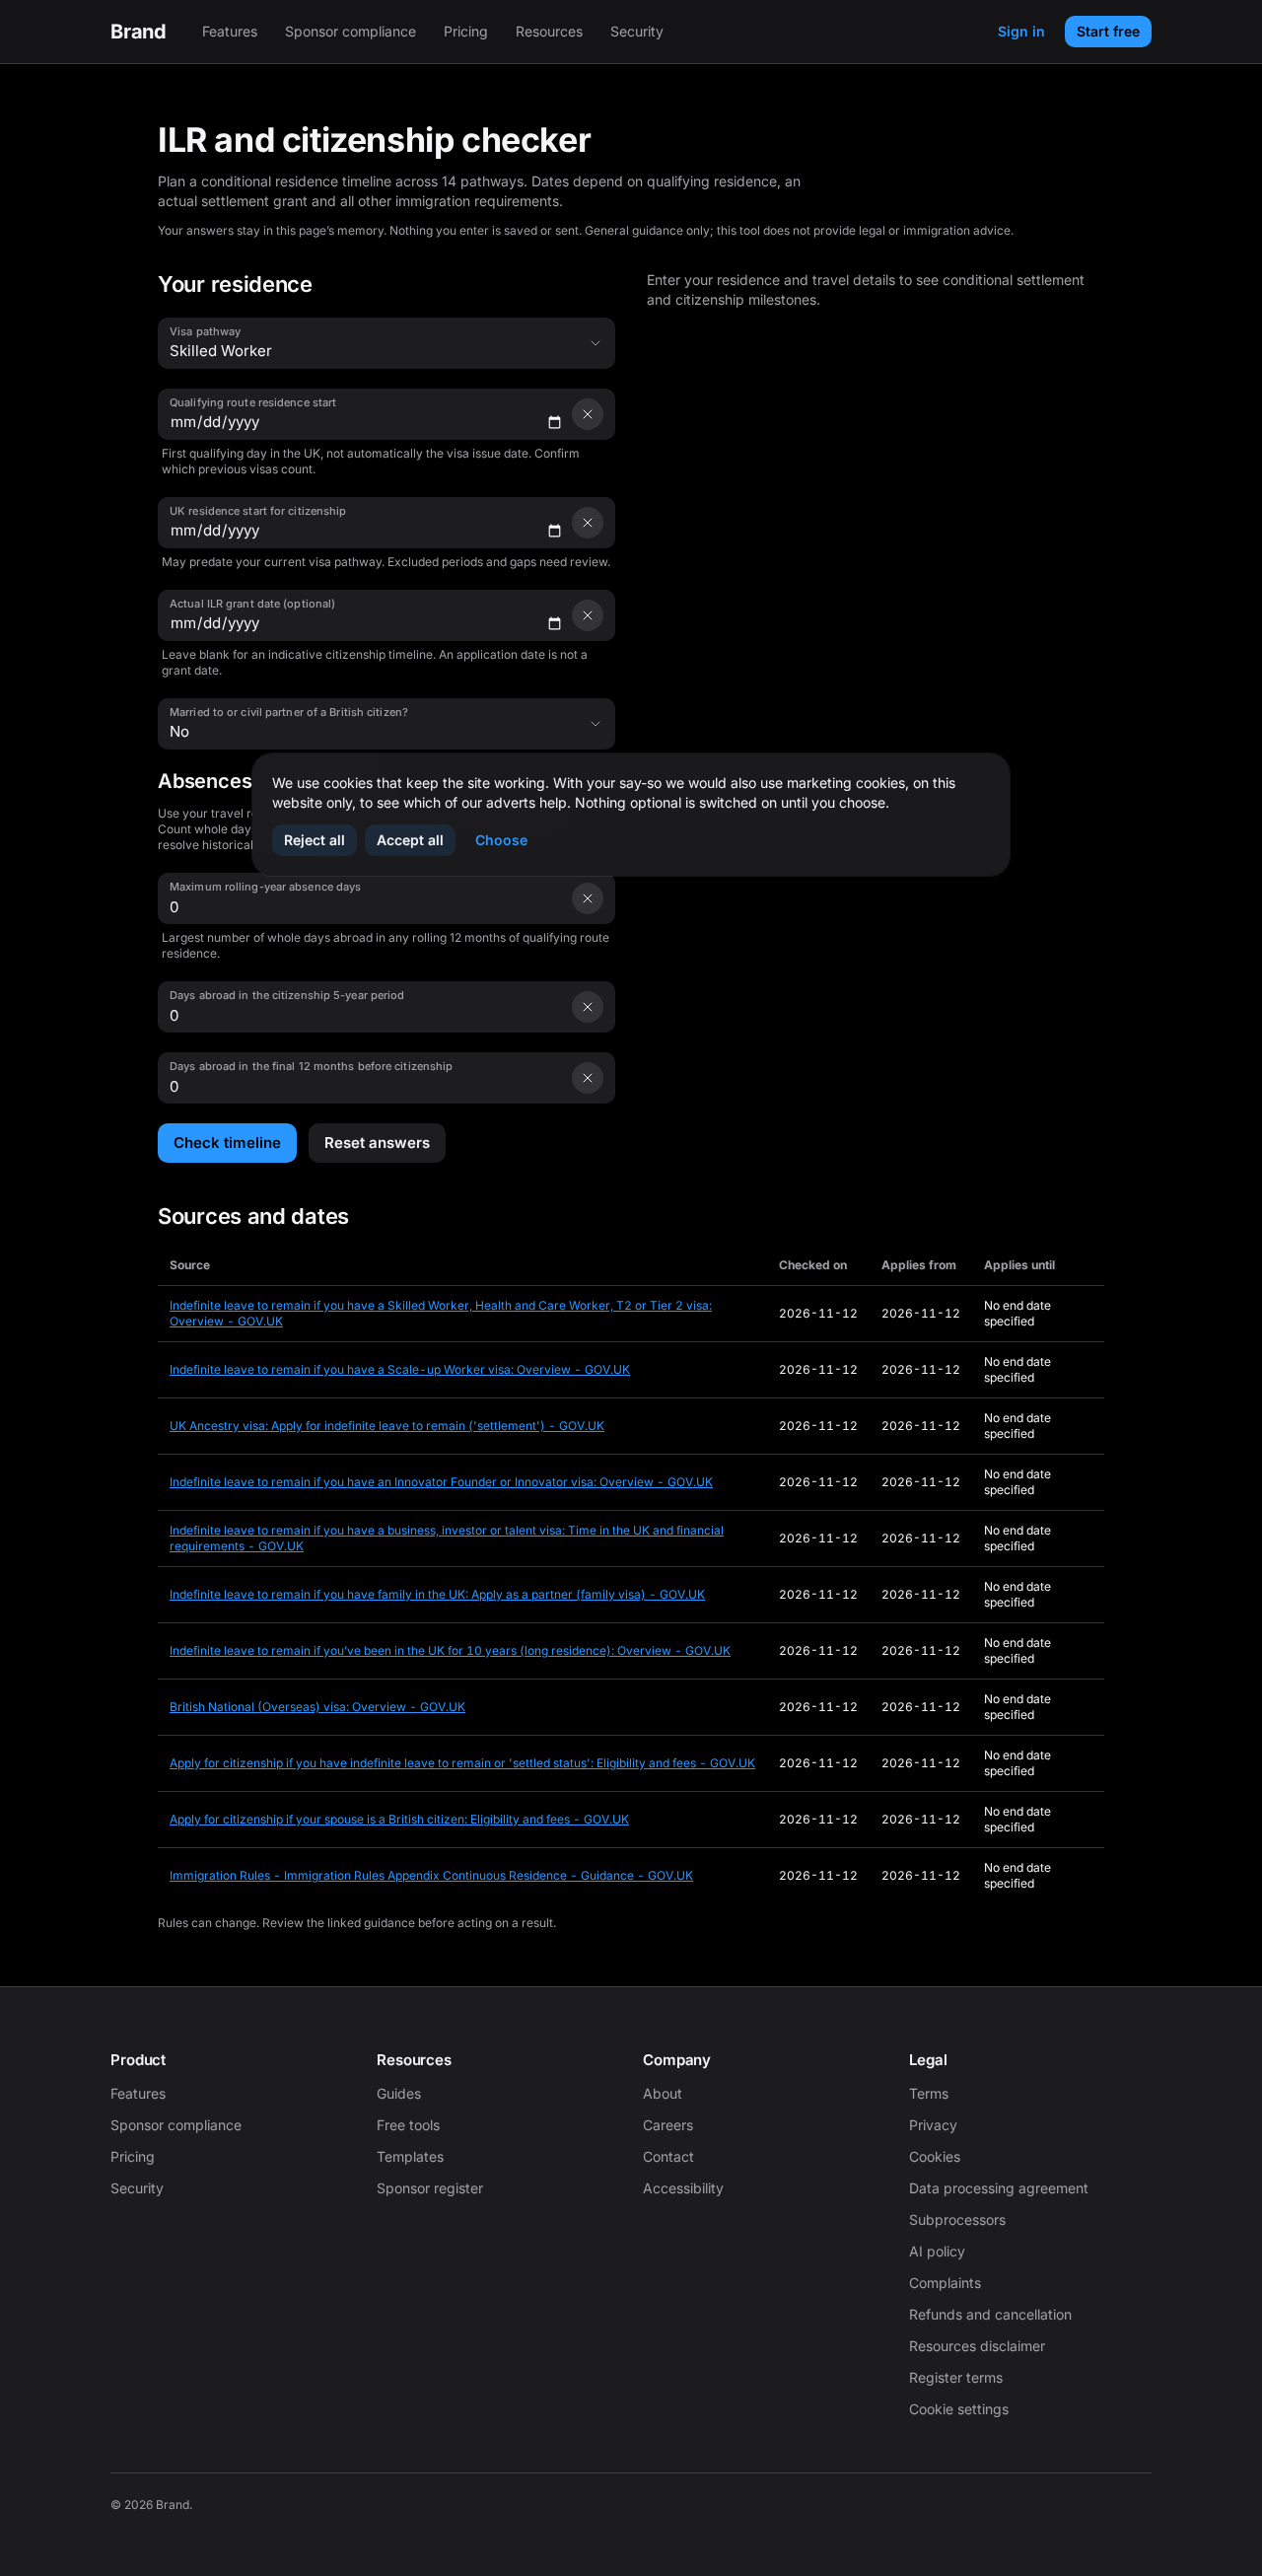 Brand
Features
Sponsor compliance
Pricing
Resources
Security
Sign in
Start free
ILR and citizenship checker
Plan a conditional residence timeline across 14 pathways. Dates depend on qualifying residence, an
actual settlement grant and all other immigration requirements.
Your answers stay in this page’s memory. Nothing you enter is saved or sent. General guidance only; this tool does not provide legal or immigration advice.
Your residence
Visa pathway
Skilled Worker
Qualifying route residence start
mm/dd/yyyy
First qualifying day in the UK, not automatically the visa issue date. Confirm
which previous visas count.
UK residence start for citizenship
mm/dd/yyyy
May predate your current visa pathway. Excluded periods and gaps need review.
Actual ILR grant date (optional)
mm/dd/yyyy
Leave blank for an indicative citizenship timeline. An application date is not a
grant date.
Married to or civil partner of a British citizen?
No
Enter your residence and travel details to see conditional settlement
and citizenship milestones.
Absences
Use your travel
Count whole
resolve historical
We use cookies that keep the site working. With your say-so we would also use marketing cookies, on this
website only, to see which of our adverts help. Nothing optional is switched on until you choose.
Reject all
Accept all
Choose
Maximum rolling-year absence days
0
Largest number of whole days abroad in any rolling 12 months of qualifying route
residence.
Days abroad in the citizenship 5-year period
0
Days abroad in the final 12 months before citizenship
0
Check timeline
Reset answers
Sources and dates
Source Checked on Applies from Applies until
Indefinite leave to remain if you have a Skilled Worker, Health and Care Worker, T2 or Tier 2 visa:
Overview - GOV.UK
2026-11-12 2026-11-12 No end date
specified
Indefinite leave to remain if you have a Scale-up Worker visa: Overview - GOV.UK
2026-11-12 2026-11-12 No end date
specified
UK Ancestry visa: Apply for indefinite leave to remain ('settlement') - GOV.UK
2026-11-12 2026-11-12 No end date
specified
Indefinite leave to remain if you have an Innovator Founder or Innovator visa: Overview - GOV.UK
2026-11-12 2026-11-12 No end date
specified
Indefinite leave to remain if you have a business, investor or talent visa: Time in the UK and financial
requirements - GOV.UK
2026-11-12 2026-11-12 No end date
specified
Indefinite leave to remain if you have family in the UK: Apply as a partner (family visa) - GOV.UK
2026-11-12 2026-11-12 No end date
specified
Indefinite leave to remain if you’ve been in the UK for 10 years (long residence): Overview - GOV.UK
2026-11-12 2026-11-12 No end date
specified
British National (Overseas) visa: Overview - GOV.UK
2026-11-12 2026-11-12 No end date
specified
Apply for citizenship if you have indefinite leave to remain or 'settled status': Eligibility and fees - GOV.UK
2026-11-12 2026-11-12 No end date
specified
Apply for citizenship if your spouse is a British citizen: Eligibility and fees - GOV.UK
2026-11-12 2026-11-12 No end date
specified
Immigration Rules - Immigration Rules Appendix Continuous Residence - Guidance - GOV.UK
2026-11-12 2026-11-12 No end date
specified
Rules can change. Review the linked guidance before acting on a result.
Product
Features
Sponsor compliance
Pricing
Security
Resources
Guides
Free tools
Templates
Sponsor register
Company
About
Careers
Contact
Accessibility
Legal
Terms
Privacy
Cookies
Data processing agreement
Subprocessors
AI policy
Complaints
Refunds and cancellation
Resources disclaimer
Register terms
Cookie settings
© 2026 Brand.